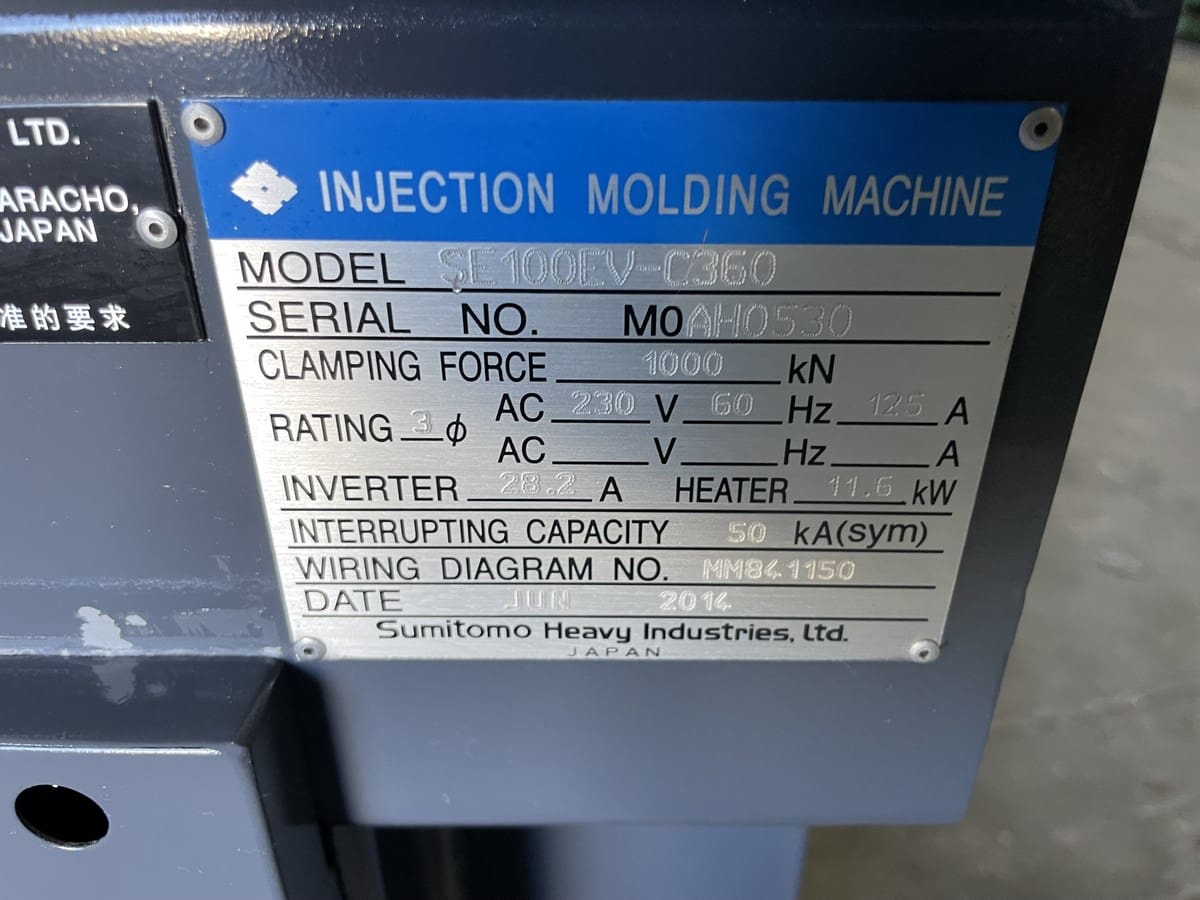 LTD.
ARACHO,
JAPAN
准的要求
INJECTION MOLDING MACHINE
MODEL SE100EV-C360
SERIAL NO. M0AH0530
CLAMPING FORCE 1000 kN
RATING 3 φ AC 230 V 60 Hz 125 A
AC V Hz A
INVERTER 28.2 A HEATER 11.6 kW
INTERRUPTING CAPACITY 50 kA(sym)
WIRING DIAGRAM NO. MM841150
DATE JUN 2014
Sumitomo Heavy Industries, Ltd.
JAPAN